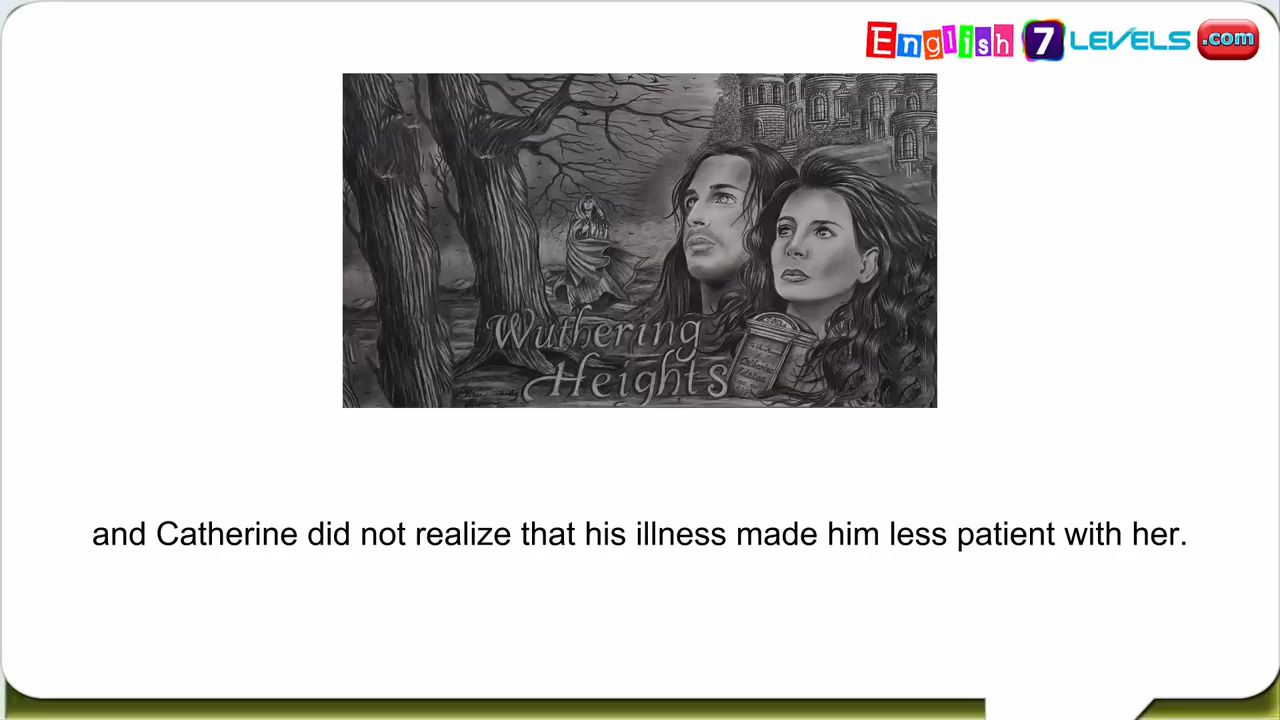 English 7 LEVELS .com
Wuthering
Heights
and Catherine did not realize that his illness made him less patient with her.